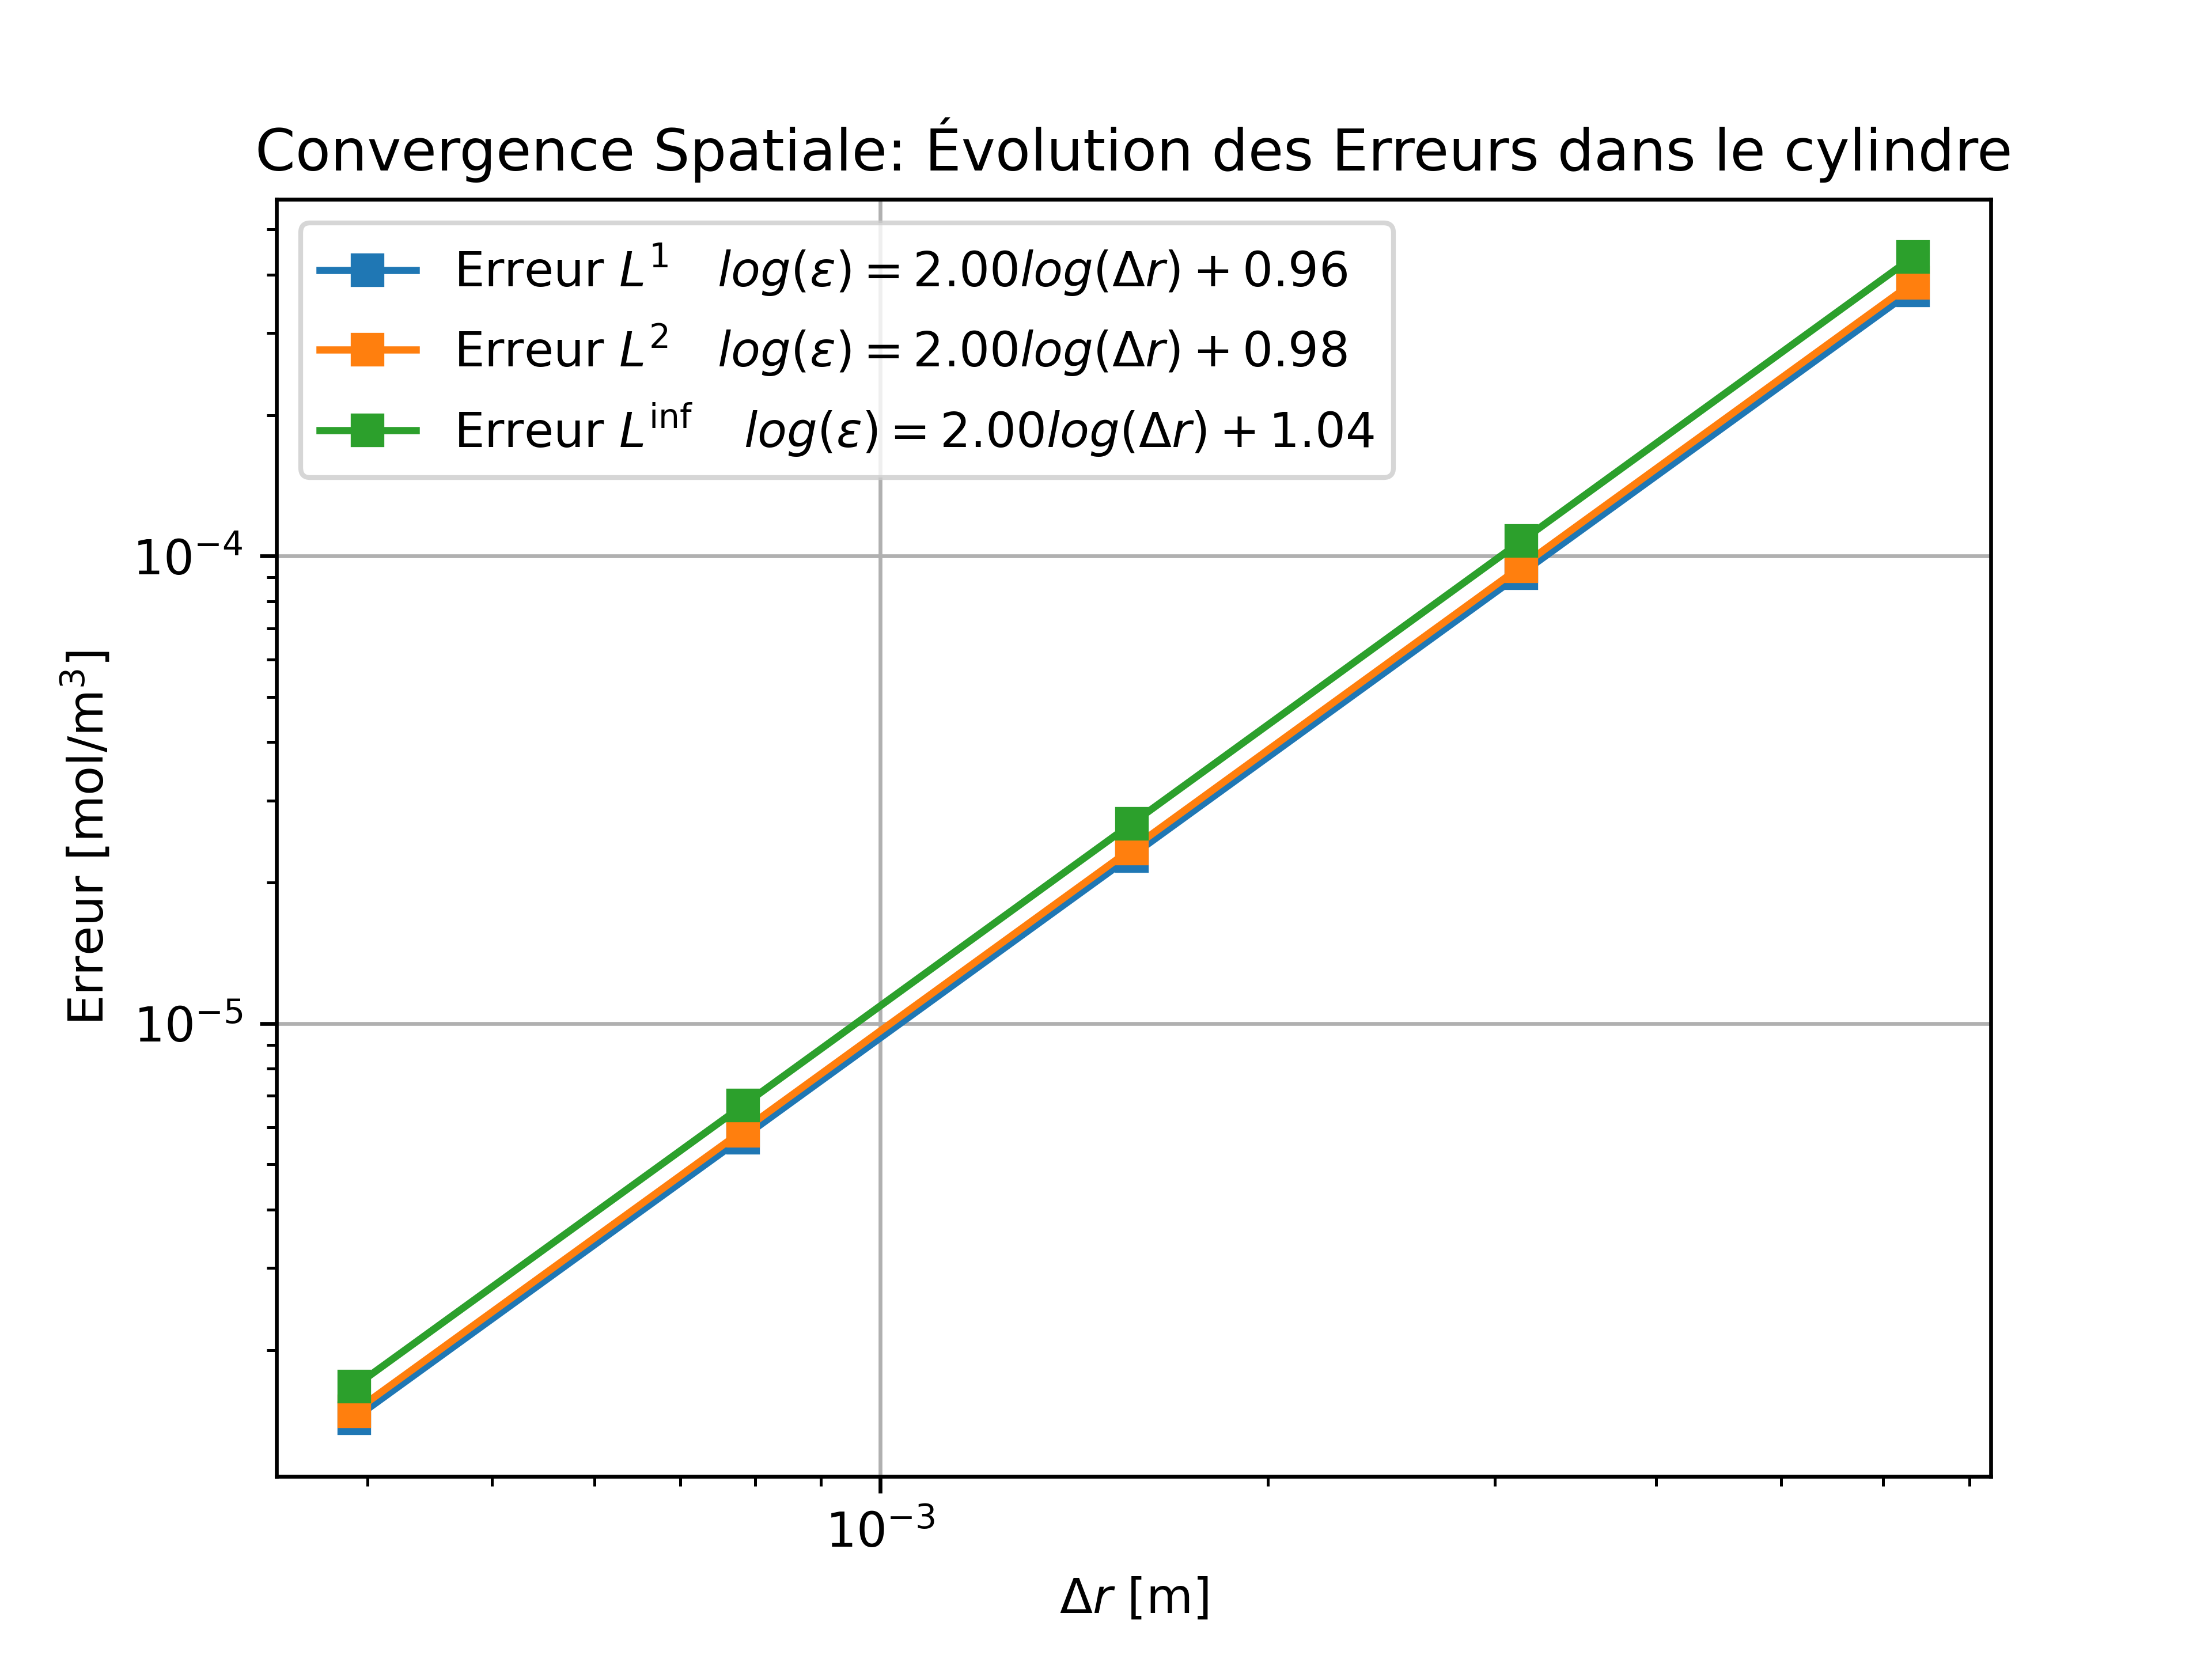 Convergence Spatiale: Évolution des Erreurs dans le cylindre
Erreur L¹ log(ε) = 2.00log(Δr) + 0.96
Erreur L² log(ε) = 2.00log(Δr) + 0.98
Erreur L^inf log(ε) = 2.00log(Δr) + 1.04
Erreur [mol/m³]
10⁻⁴
10⁻⁵
10⁻³
Δr [m]